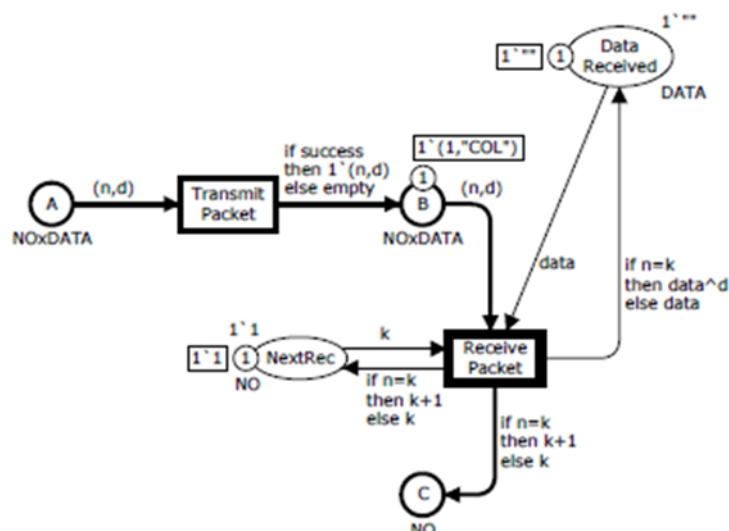 1`""
1`""
1
Data
Received
DATA
if success
then 1`(n,d)
else empty
1`(1,"COL")
1
(n,d)
A
NOxDATA
Transmit
Packet
B
NOxDATA
(n,d)
data
if n=k
then data^d
else data
1`1
1`1
1
NextRec
NO
k
if n=k
then k+1
else k
Receive
Packet
if n=k
then k+1
else k
C
NO